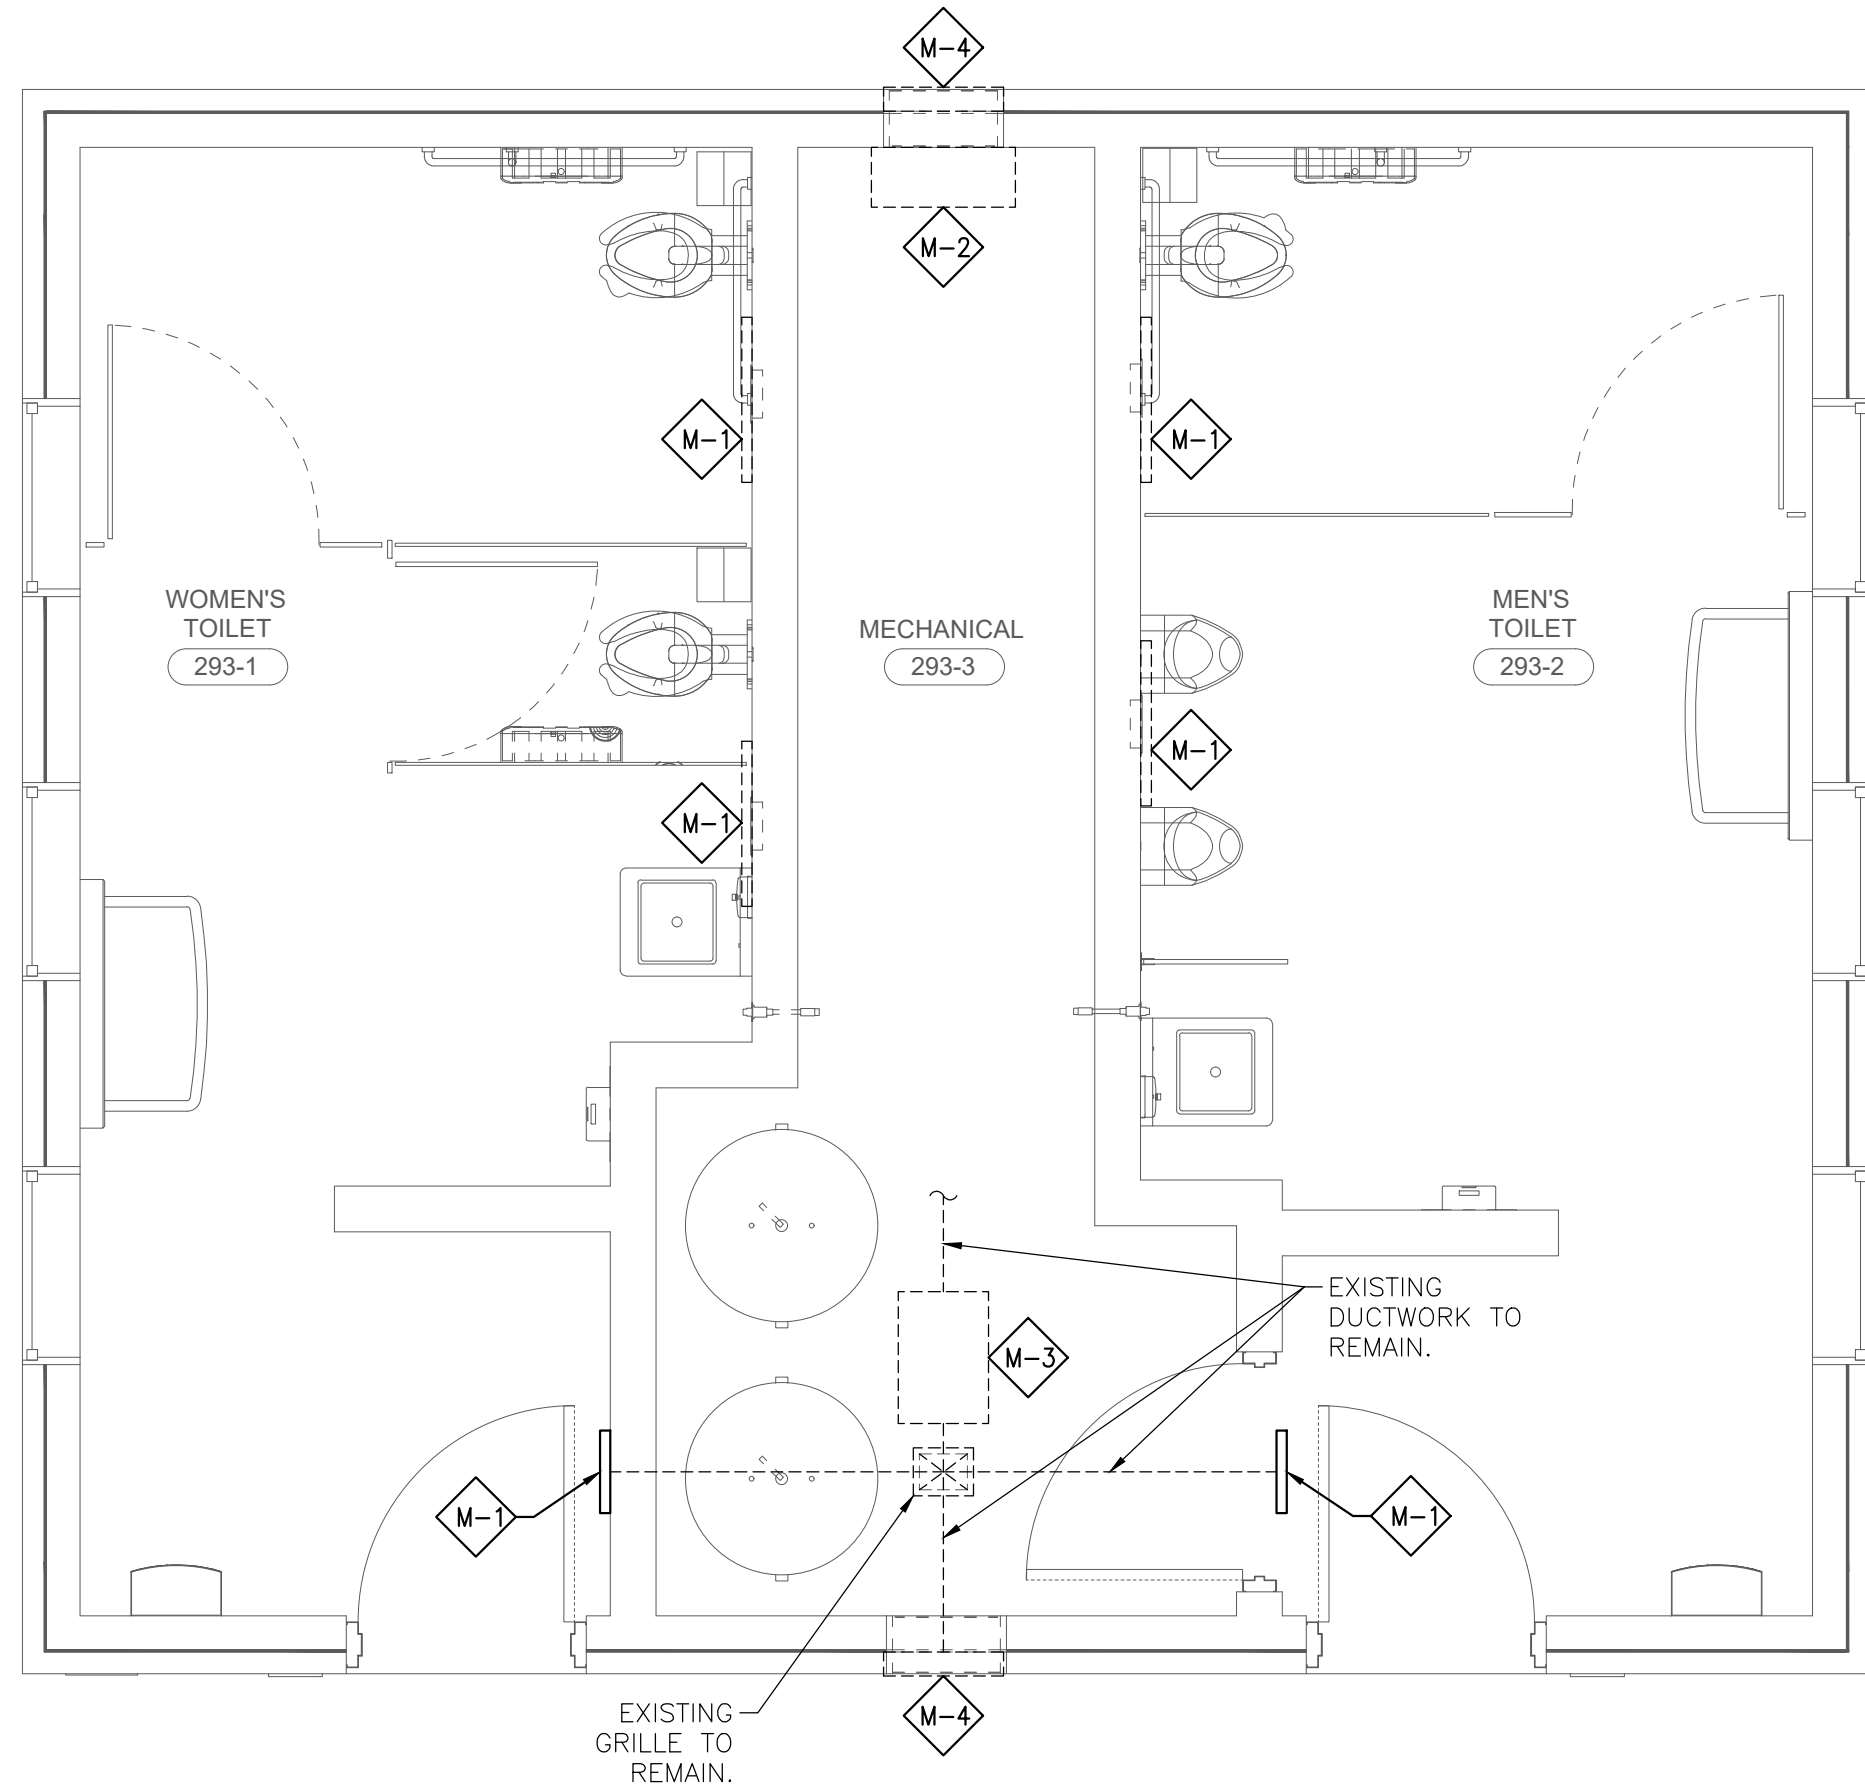 M-4
M-2
M-1
M-1
WOMEN'S
TOILET
293-1
MECHANICAL
293-3
MEN'S
TOILET
293-2
M-1
M-1
EXISTING
DUCTWORK TO
REMAIN.
M-3
M-1
M-1
EXISTING
GRILLE TO
REMAIN.
M-4